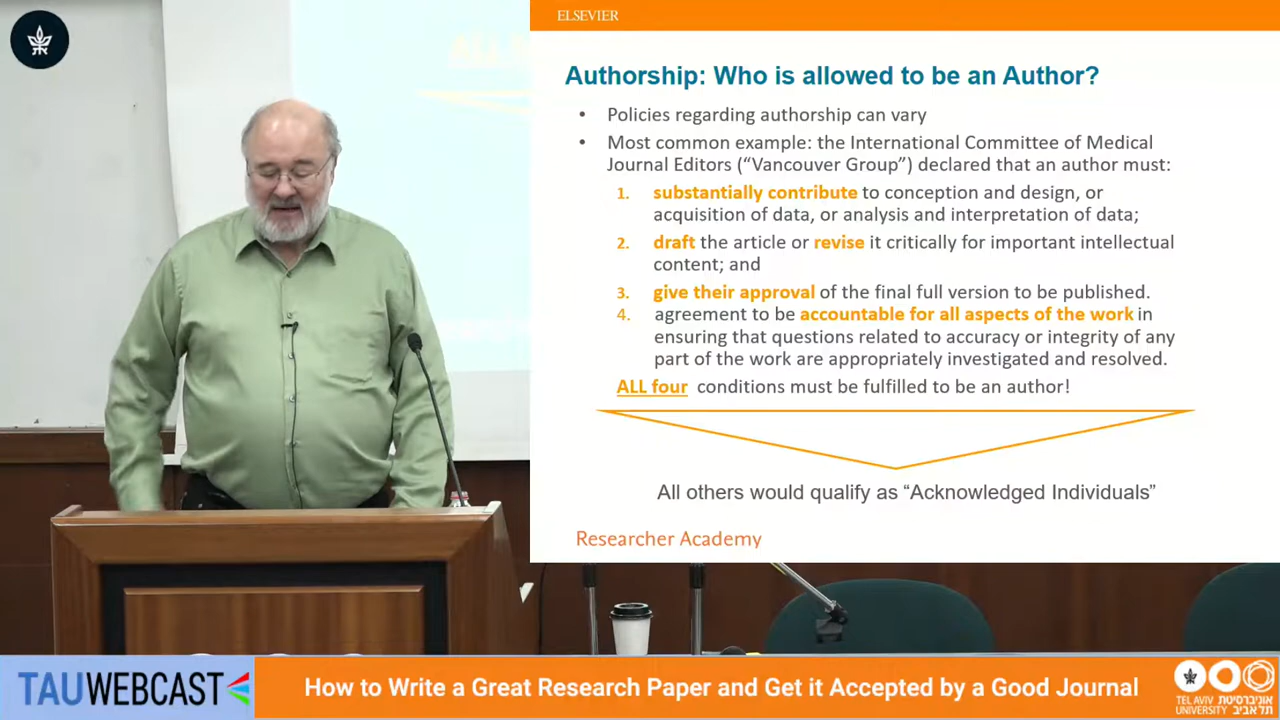 ELSEVIER
Authorship: Who is allowed to be an Author?
• Policies regarding authorship can vary
• Most common example: the International Committee of Medical
Journal Editors (“Vancouver Group”) declared that an author must:
1. substantially contribute to conception and design, or
acquisition of data, or analysis and interpretation of data;
2. draft the article or revise it critically for important intellectual
content; and
3. give their approval of the final full version to be published.
4. agreement to be accountable for all aspects of the work in
ensuring that questions related to accuracy or integrity of any
part of the work are appropriately investigated and resolved.
ALL four conditions must be fulfilled to be an author!
All others would qualify as “Acknowledged Individuals”
Researcher Academy
TAUWEBCAST
How to Write a Great Research Paper and Get it Accepted by a Good Journal
TEL AVIV אוניברסיטת
UNIVERSITY תל אביב